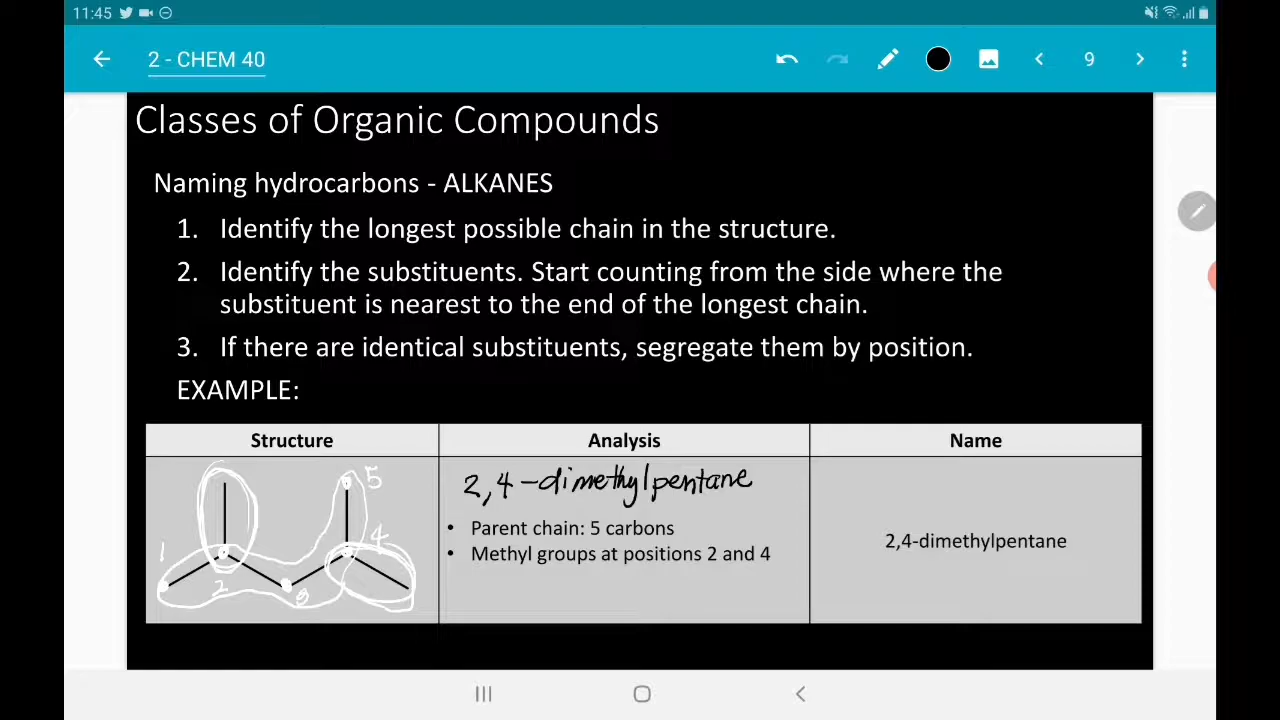 11:45
2 - CHEM 40
9
Classes of Organic Compounds
Naming hydrocarbons - ALKANES
1. Identify the longest possible chain in the structure.
2. Identify the substituents. Start counting from the side where the
substituent is nearest to the end of the longest chain.
3. If there are identical substituents, segregate them by position.
EXAMPLE:
Structure
Analysis
Name
5
4
1
2
3
2,4-dimethylpentane
• Parent chain: 5 carbons
• Methyl groups at positions 2 and 4
2,4-dimethylpentane